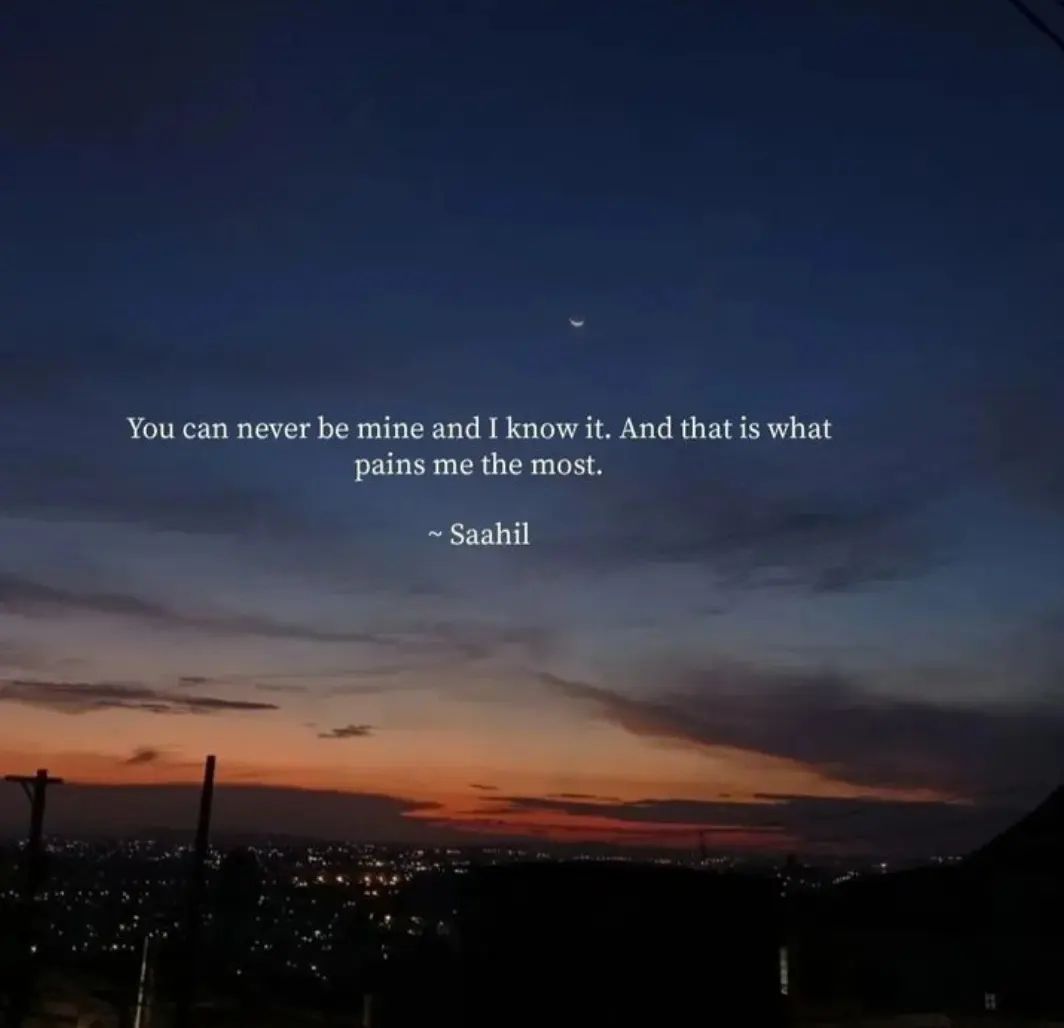 You can never be mine and I know it. And that is what
pains me the most.
~ Saahil